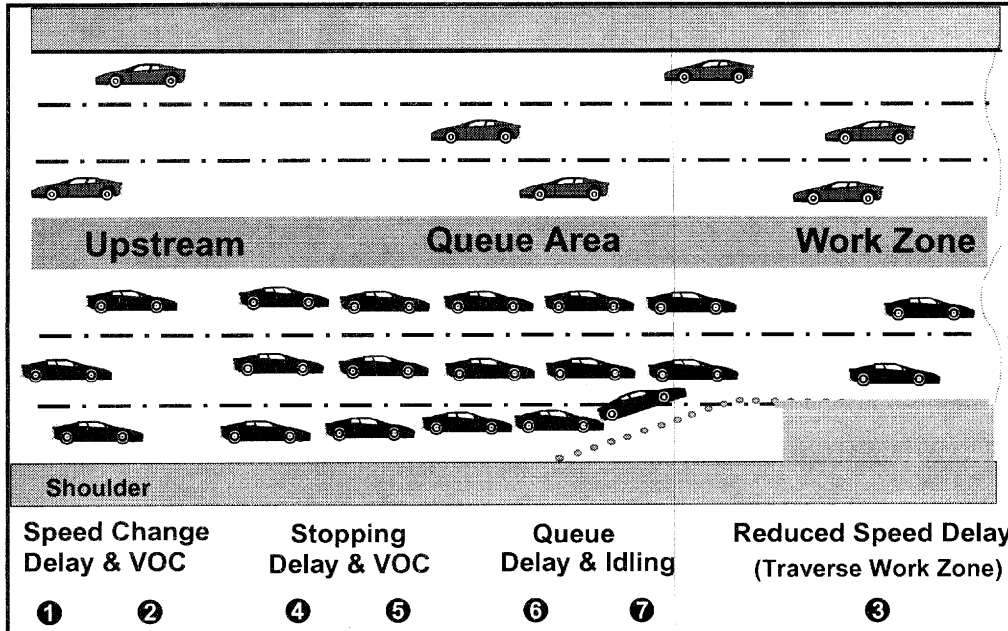 Upstream Queue Area Work Zone
Shoulder
Speed Change Delay & VOC
Stopping Delay & VOC
Queue Delay & Idling
Reduced Speed Delay
(Traverse Work Zone)
1 2 4 5 6 7 3